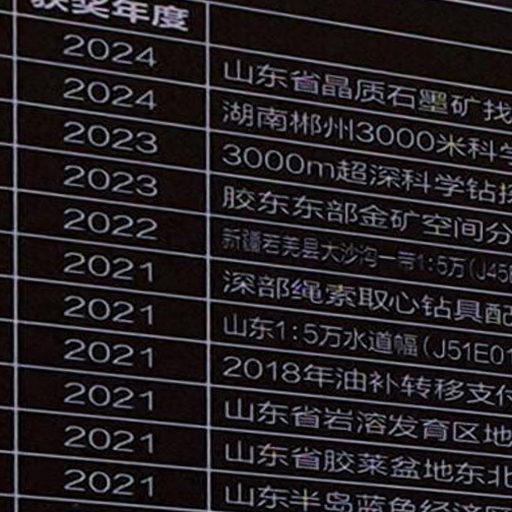 获奖年度
2024 山东省晶质石墨矿找
2024 湖南郴州3000米科学
2023 3000m超深科学钻探
2023 胶东东部金矿空间分
2022 新疆若羌县大沙沟一带1:5万(J45E
2021 深部绳索取心钻具配
2021 山东1:5万水道幅(J51E01
2021 2018年油补转移支付
2021 山东省岩溶发育区地
2021 山东省胶莱盆地东北
2021 山东半岛蓝色经济区